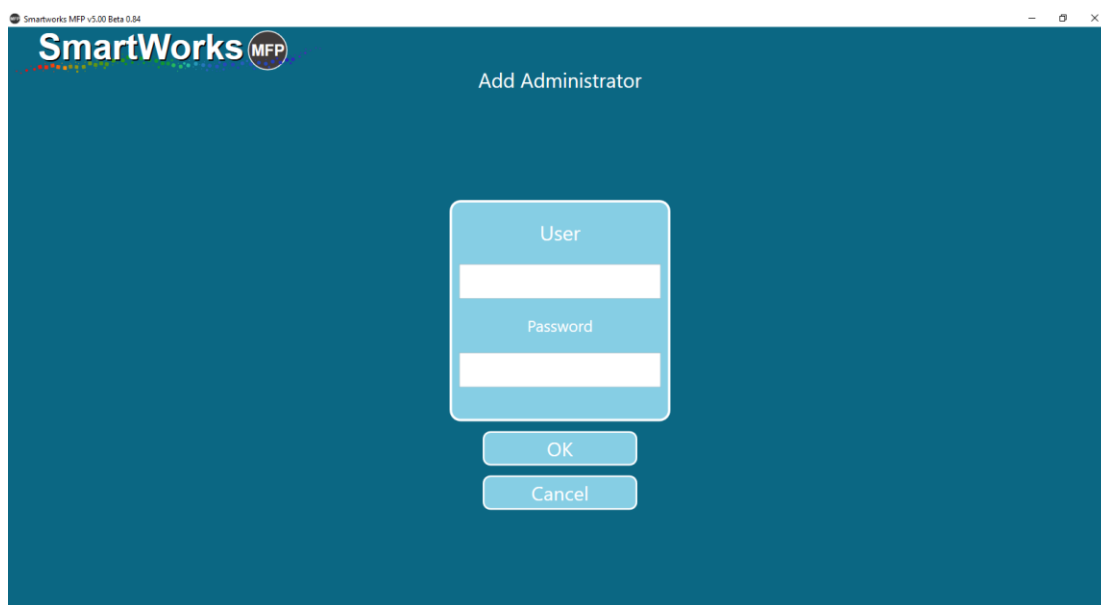 Smartworks MFP v5.00 Beta 0.84
SmartWorks MFP
Add Administrator
User
Password
OK
Cancel